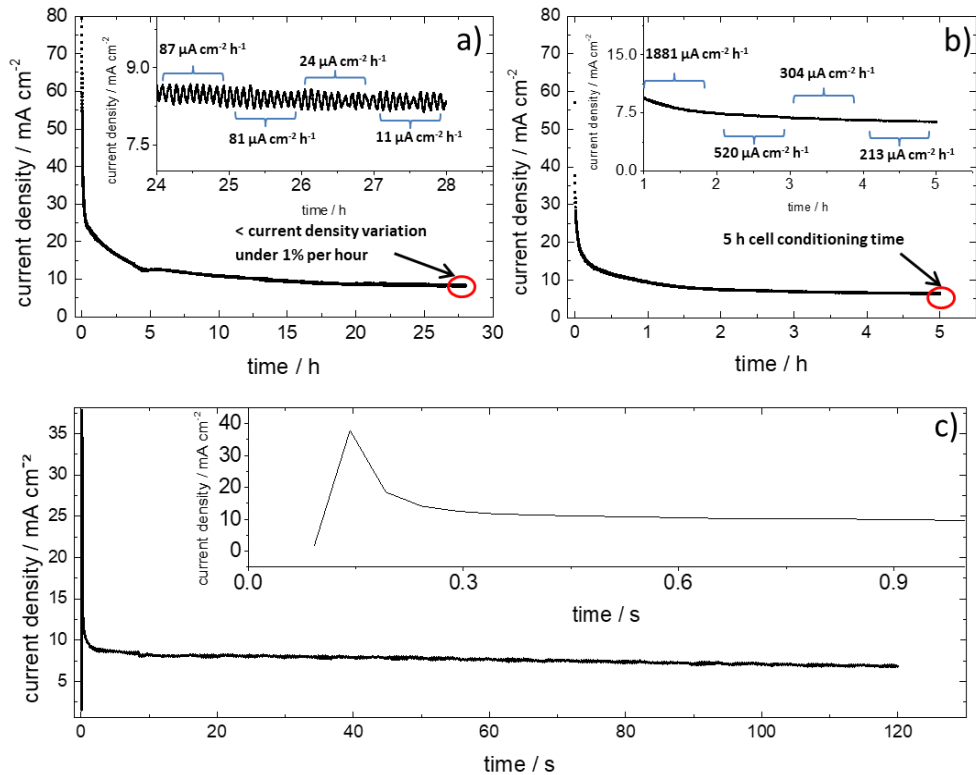 a)
87 µA cm⁻² h⁻¹
24 µA cm⁻² h⁻¹
81 µA cm⁻² h⁻¹
11 µA cm⁻² h⁻¹
current density / mA cm⁻²
9.0
7.5
24 25 26 27 28
time / h
< current density variation
under 1% per hour
current density / mA cm⁻²
80
70
60
50
40
30
20
10
0
0 5 10 15 20 25 30
time / h
b)
1881 µA cm⁻² h⁻¹
304 µA cm⁻² h⁻¹
520 µA cm⁻² h⁻¹
213 µA cm⁻² h⁻¹
current density / mA cm⁻²
15.0
7.5
0.0
1 2 3 4 5
time / h
5 h cell conditioning time
current density / mA cm⁻²
80
70
60
50
40
30
20
10
0
0 1 2 3 4 5
time / h
c)
current density / mA cm⁻²
40
30
20
10
0
0.0 0.3 0.6 0.9
time / s
current density / mA cm⁻²
35
30
25
20
15
10
5
0 20 40 60 80 100 120
time / s